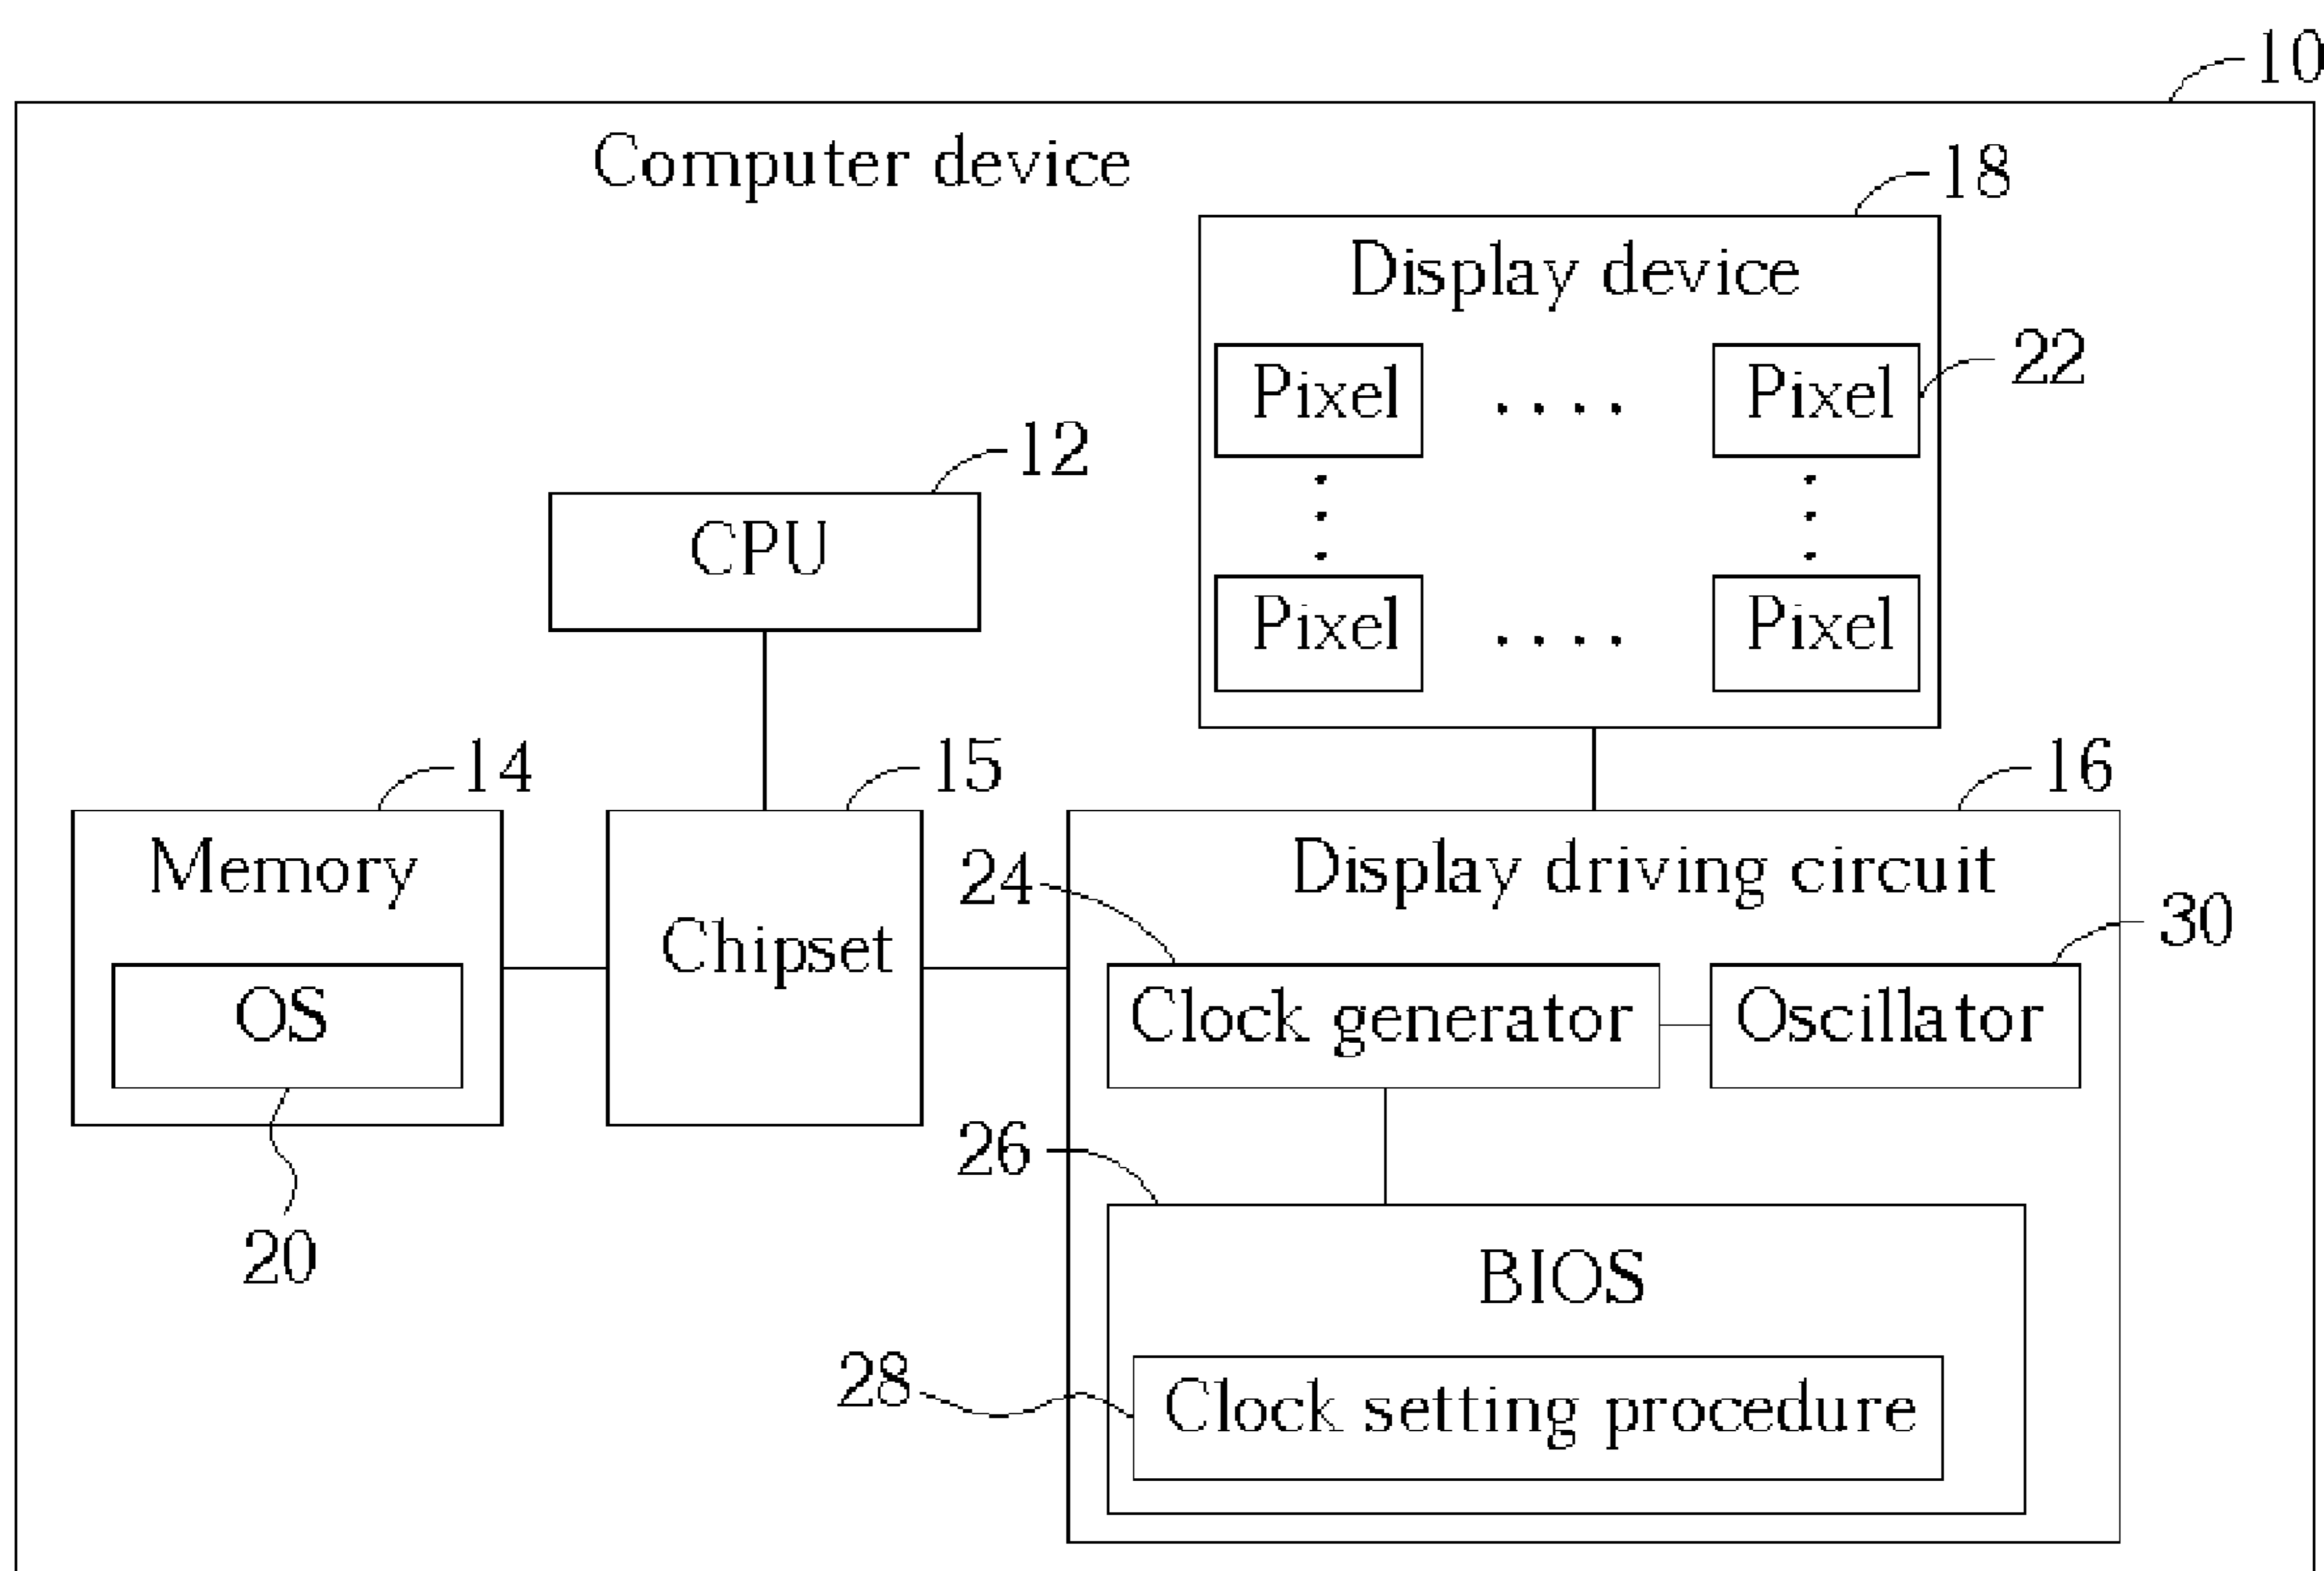 10
Computer device
18
Display device
Pixel .... Pixel
22
12
CPU
Pixel .... Pixel
14
15
16
Memory
Chipset
24
Display driving circuit
30
OS
Clock generator
Oscillator
26
20
BIOS
28
Clock setting procedure